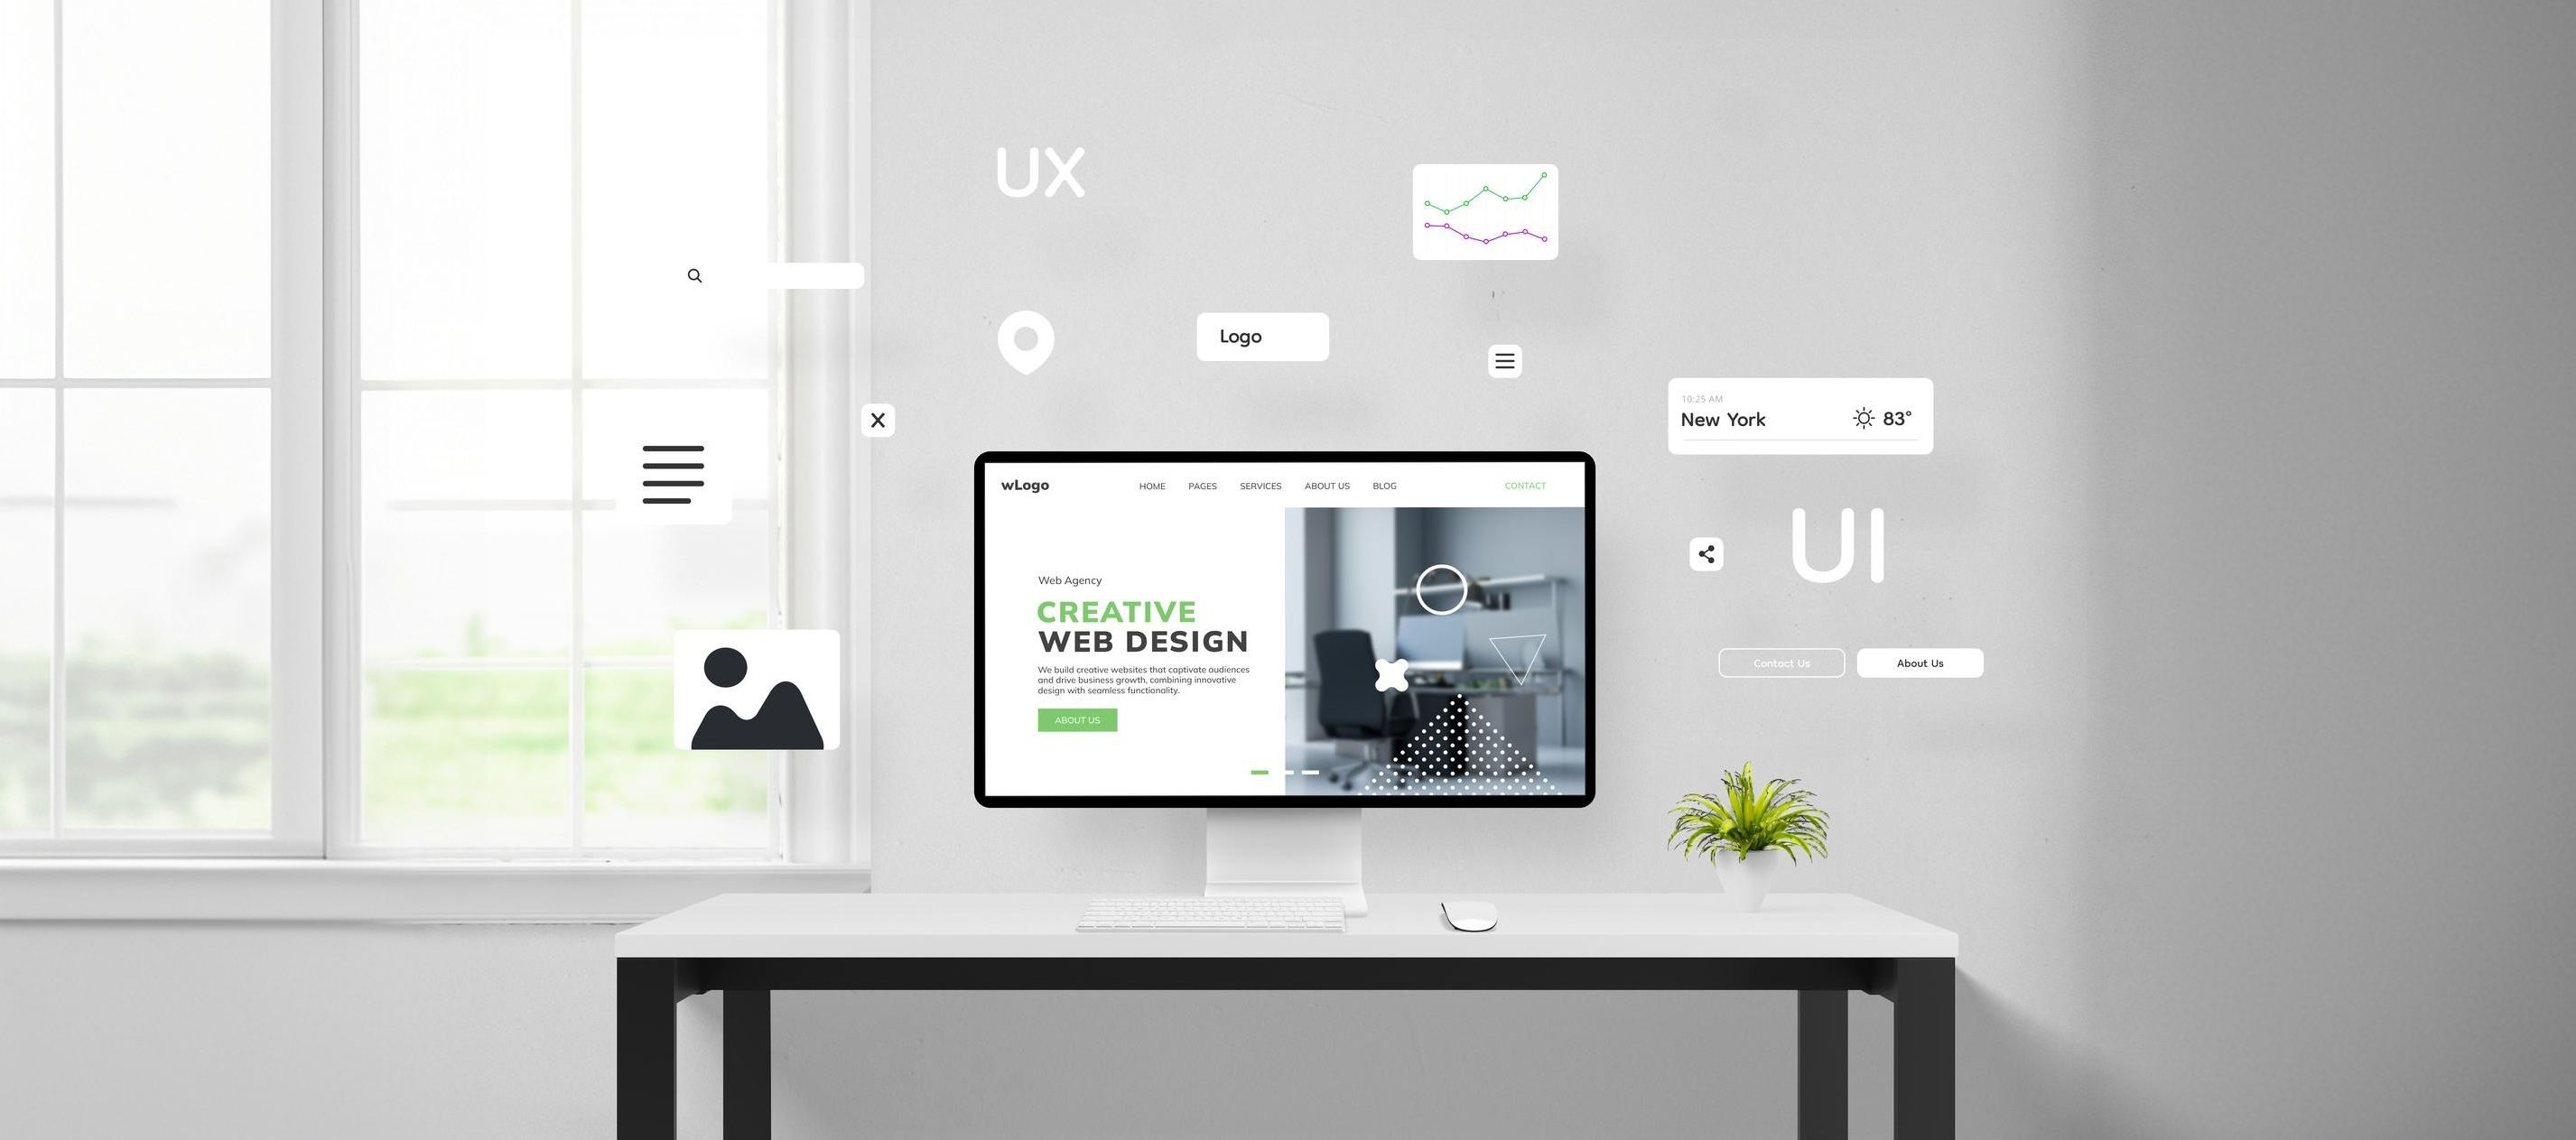 UX
Logo
X
10:25 AM
New York
83°
UI
Contact Us
About Us
wLogo
HOME PAGES SERVICES ABOUT US BLOG CONTACT
Web Agency
CREATIVE
WEB DESIGN
We build creative websites that captivate audiences
and drive business growth, combining innovative
design with seamless functionality.
ABOUT US